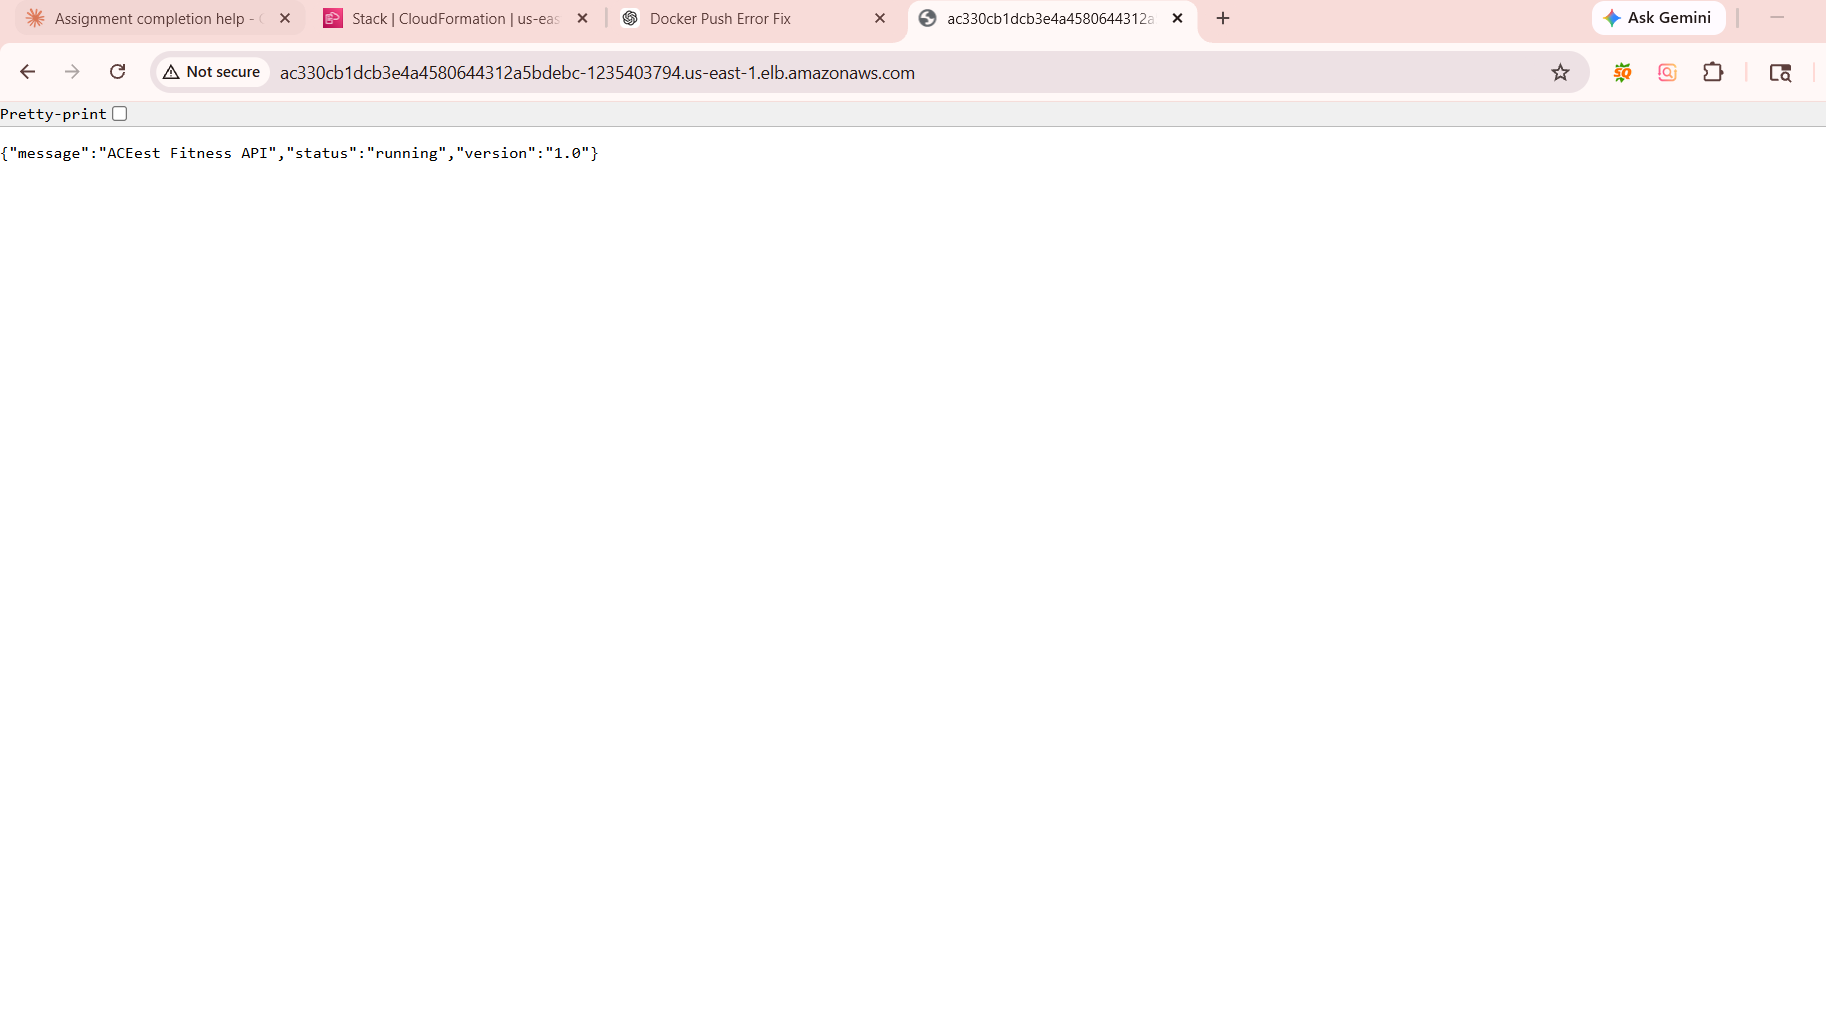 Assignment completion help -
Stack | CloudFormation | us-eas
Docker Push Error Fix
ac330cb1dcb3e4a4580644312a
Ask Gemini
Not secure
ac330cb1dcb3e4a4580644312a5bdebc-1235403794.us-east-1.elb.amazonaws.com
SQ
Pretty-print
{"message":"ACEest Fitness API","status":"running","version":"1.0"}